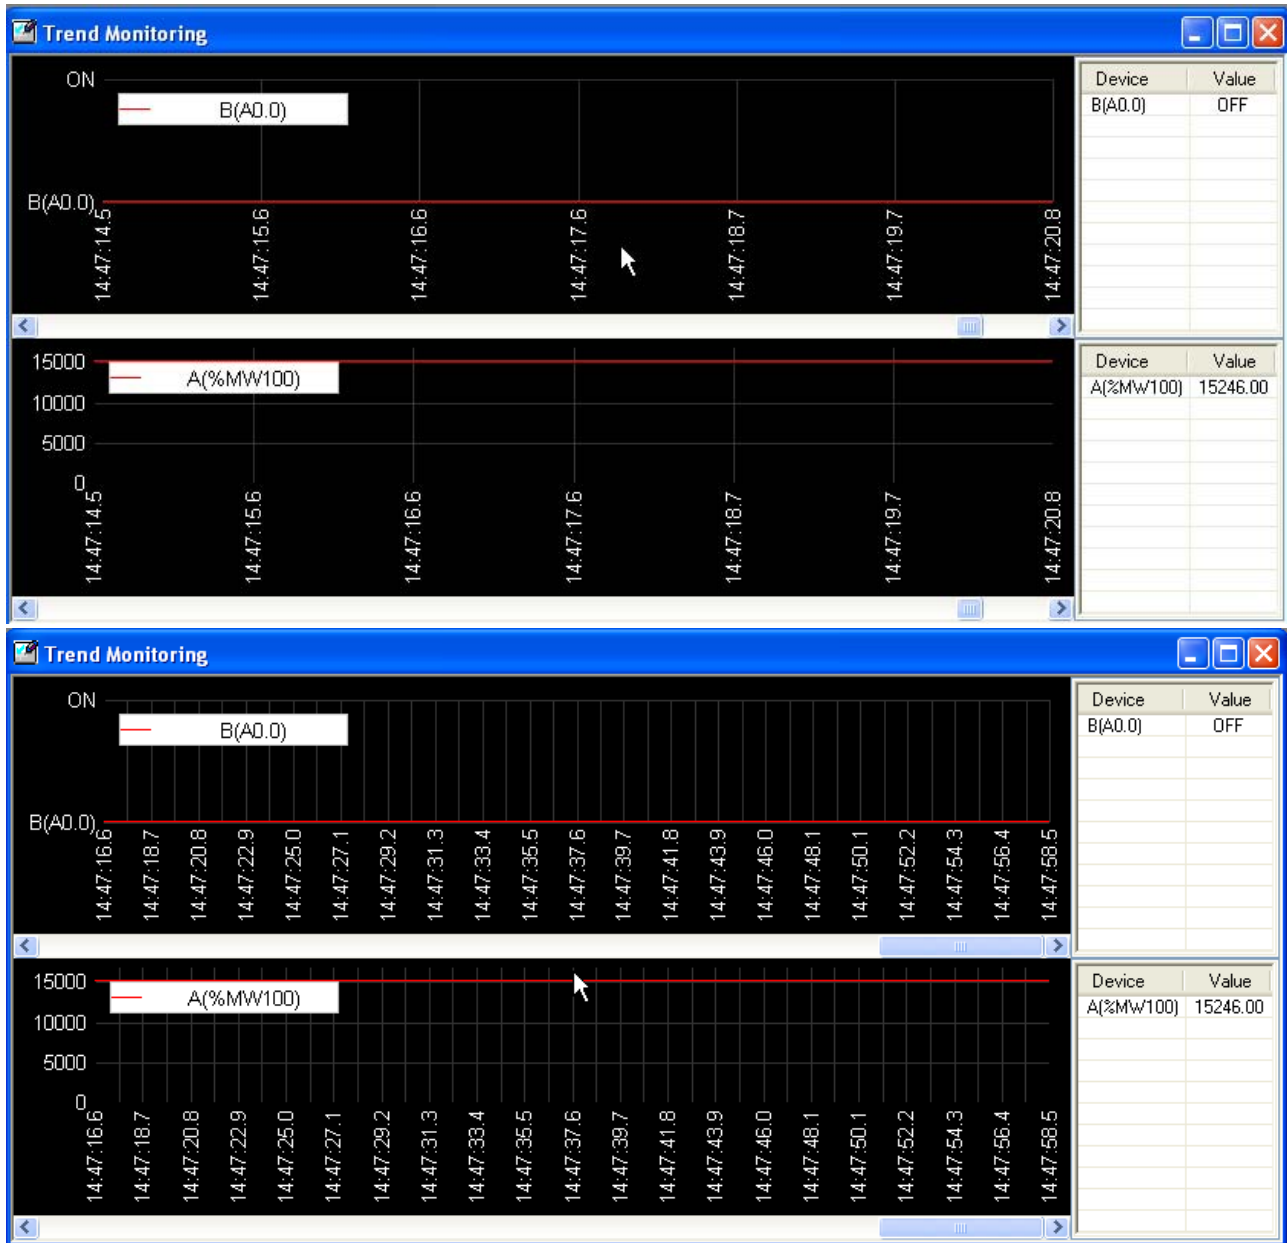 Trend Monitoring
ON
B(A0.0)
B(A0.0)
14:47:14.5 14:47:15.6 14:47:16.6 14:47:17.6 14:47:18.7 14:47:19.7 14:47:20.8
Device Value
B(A0.0) OFF
15000
A(%MW100)
10000
5000
0
14:47:14.5 14:47:15.6 14:47:16.6 14:47:17.6 14:47:18.7 14:47:19.7 14:47:20.8
Device Value
A(%MW100) 15246.00
Trend Monitoring
ON
B(A0.0)
B(A0.0)
14:47:16.6 14:47:18.7 14:47:20.8 14:47:22.9 14:47:25.0 14:47:27.1 14:47:29.2 14:47:31.3 14:47:33.4 14:47:35.5 14:47:37.6 14:47:39.7 14:47:41.8 14:47:43.9 14:47:46.0 14:47:48.1 14:47:50.1 14:47:52.2 14:47:54.3 14:47:56.4 14:47:58.5
Device Value
B(A0.0) OFF
15000
A(%MW100)
10000
5000
0
14:47:16.6 14:47:18.7 14:47:20.8 14:47:22.9 14:47:25.0 14:47:27.1 14:47:29.2 14:47:31.3 14:47:33.4 14:47:35.5 14:47:37.6 14:47:39.7 14:47:41.8 14:47:43.9 14:47:46.0 14:47:48.1 14:47:50.1 14:47:52.2 14:47:54.3 14:47:56.4 14:47:58.5
Device Value
A(%MW100) 15246.00